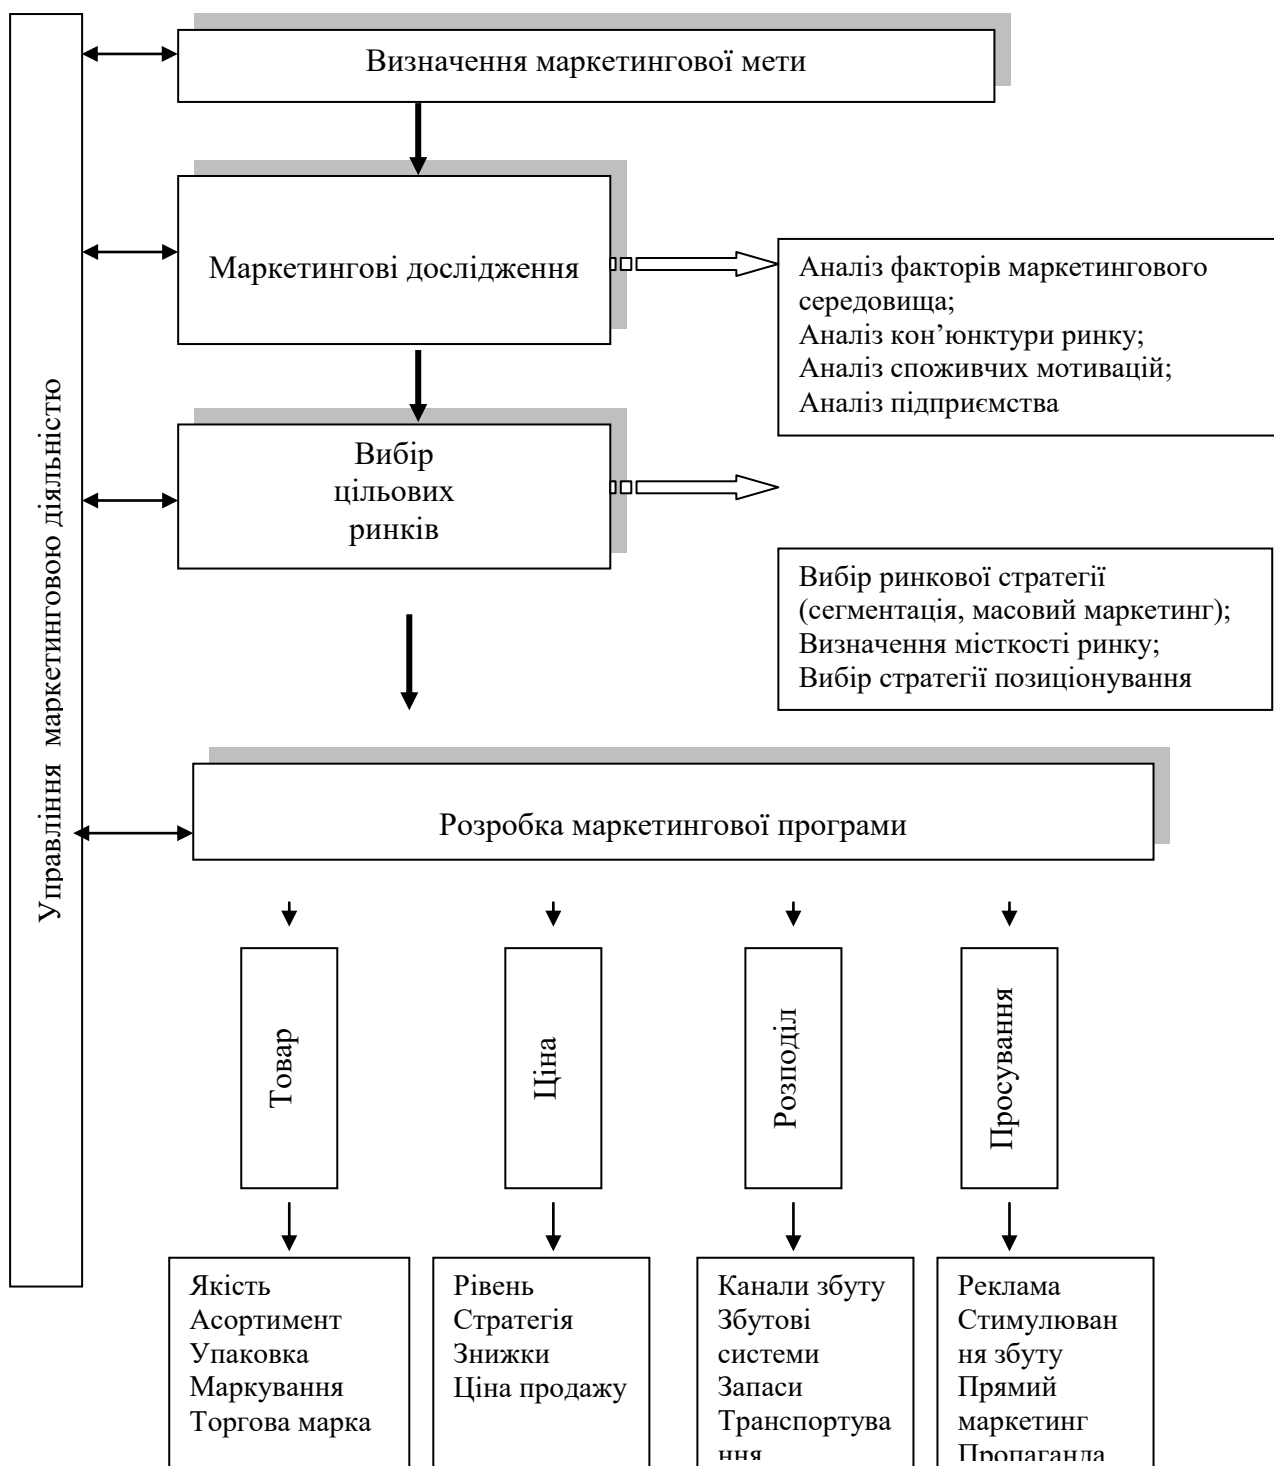 Управління маркетинговою діяльністю
Визначення маркетингової мети
Маркетингові дослідження
Аналіз факторів маркетингового
середовища;
Аналіз кон’юнктури ринку;
Аналіз споживчих мотивацій;
Аналіз підприємства
Вибір
цільових
ринків
Вибір ринкової стратегії
(сегментація, масовий маркетинг);
Визначення місткості ринку;
Вибір стратегії позиціонування
Розробка маркетингової програми
Товар
Ціна
Розподіл
Просування
Якість
Асортимент
Упаковка
Маркування
Торгова марка
Рівень
Стратегія
Знижки
Ціна продажу
Канали збуту
Збутові
системи
Запаси
Транспортува
ння
Реклама
Стимулюван
ня збуту
Прямий
маркетинг
Пропаганда